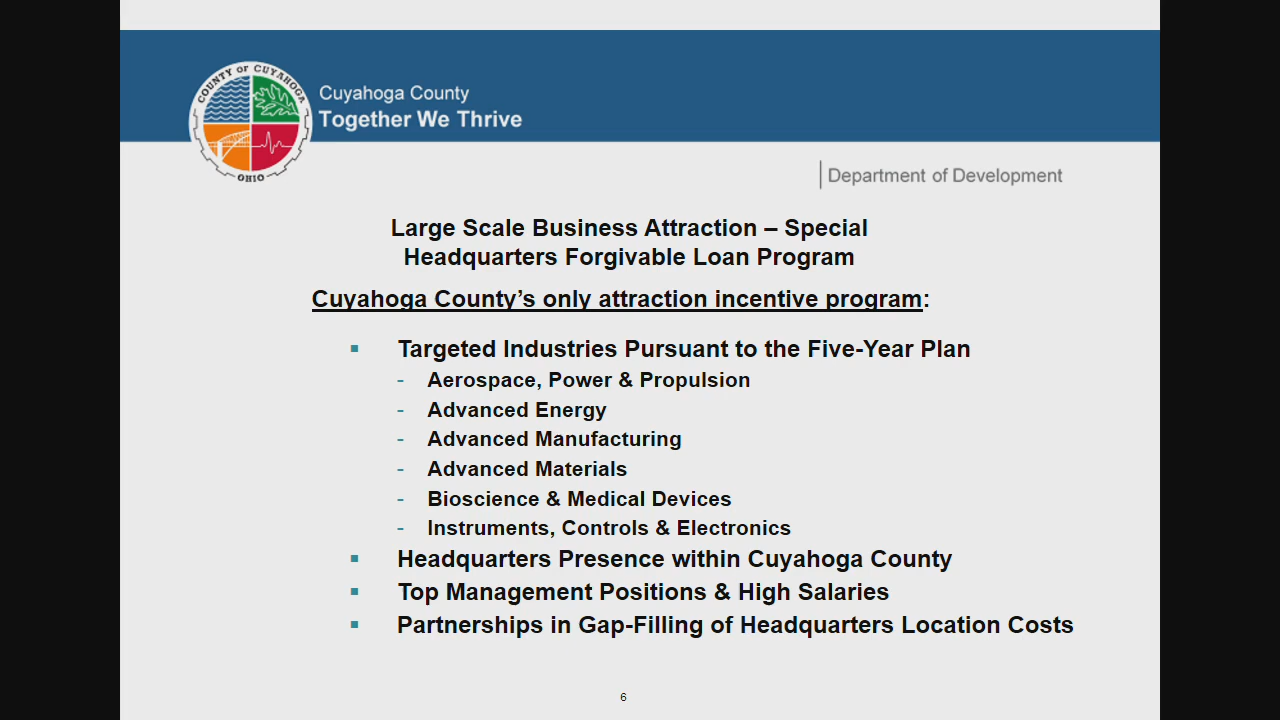 COUNTY OF CUYAHOGA
OHIO
Cuyahoga County
Together We Thrive
Department of Development
Large Scale Business Attraction – Special
Headquarters Forgivable Loan Program
Cuyahoga County’s only attraction incentive program:
▪ Targeted Industries Pursuant to the Five-Year Plan
- Aerospace, Power & Propulsion
- Advanced Energy
- Advanced Manufacturing
- Advanced Materials
- Bioscience & Medical Devices
- Instruments, Controls & Electronics
▪ Headquarters Presence within Cuyahoga County
▪ Top Management Positions & High Salaries
▪ Partnerships in Gap-Filling of Headquarters Location Costs
6